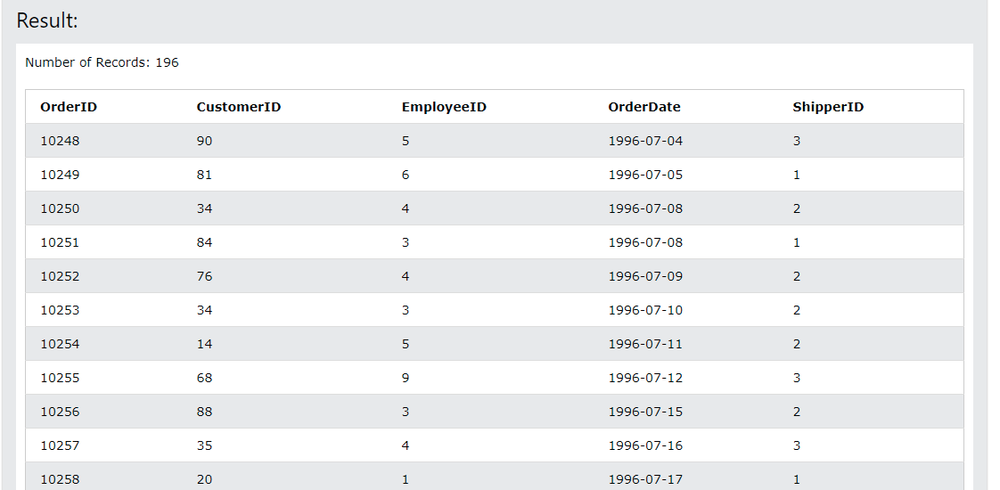 Result:
Number of Records: 196
OrderID CustomerID EmployeeID OrderDate ShipperID
10248 90 5 1996-07-04 3
10249 81 6 1996-07-05 1
10250 34 4 1996-07-08 2
10251 84 3 1996-07-08 1
10252 76 4 1996-07-09 2
10253 34 3 1996-07-10 2
10254 14 5 1996-07-11 2
10255 68 9 1996-07-12 3
10256 88 3 1996-07-15 2
10257 35 4 1996-07-16 3
10258 20 1 1996-07-17 1